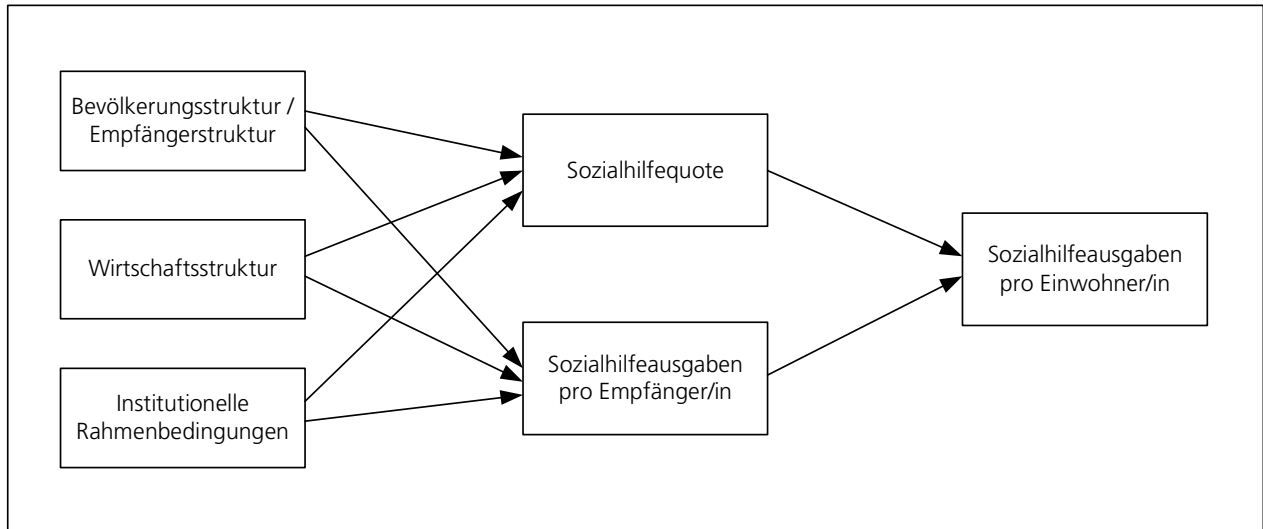 Bevölkerungsstruktur /
Empfängerstruktur
Wirtschaftsstruktur
Institutionelle
Rahmenbedingungen
Sozialhilfequote
Sozialhilfeausgaben
pro Empfänger/in
Sozialhilfeausgaben
pro Einwohner/in